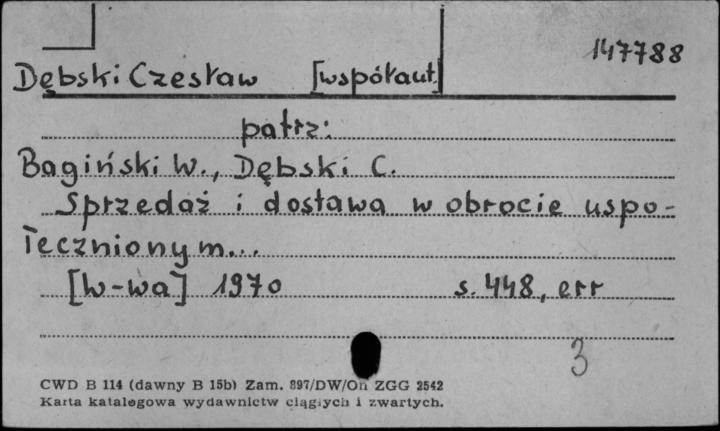 147788
Dębski Czesław [współaut.]
patrz:
Bagiński W., Dębski C.
Sprzedaż i dostawa w obrocie uspo-
łecznionym...
[W-wa] 1970 s. 448, err
3
CWD B 114 (dawny B 15b) Zam. 897/DW/On ZGG 2542
Karta katalogowa wydawnictw ciągłych i zwartych.